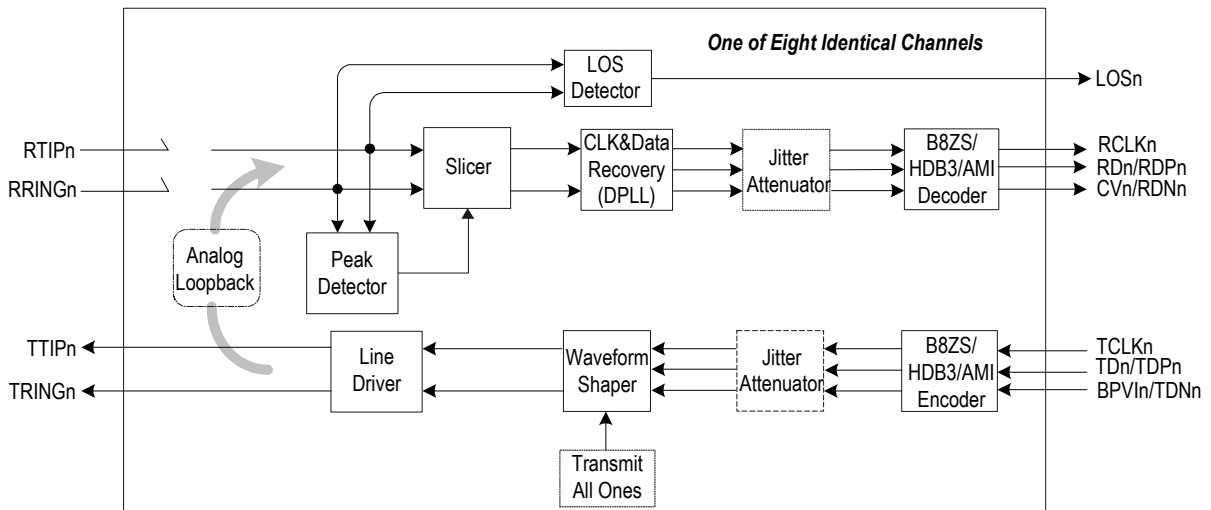 One of Eight Identical Channels
LOS
Detector
LOSn
RTIPn
RRINGn
Slicer
CLK&Data
Recovery
(DPLL)
Jitter
Attenuator
B8ZS/
HDB3/AMI
Decoder
RCLKn
RDn/RDPn
CVn/RDNn
Analog
Loopback
Peak
Detector
TTIPn
TRINGn
Line
Driver
Waveform
Shaper
Jitter
Attenuator
B8ZS/
HDB3/AMI
Encoder
TCLKn
TDn/TDPn
BPVIn/TDNn
Transmit
All Ones